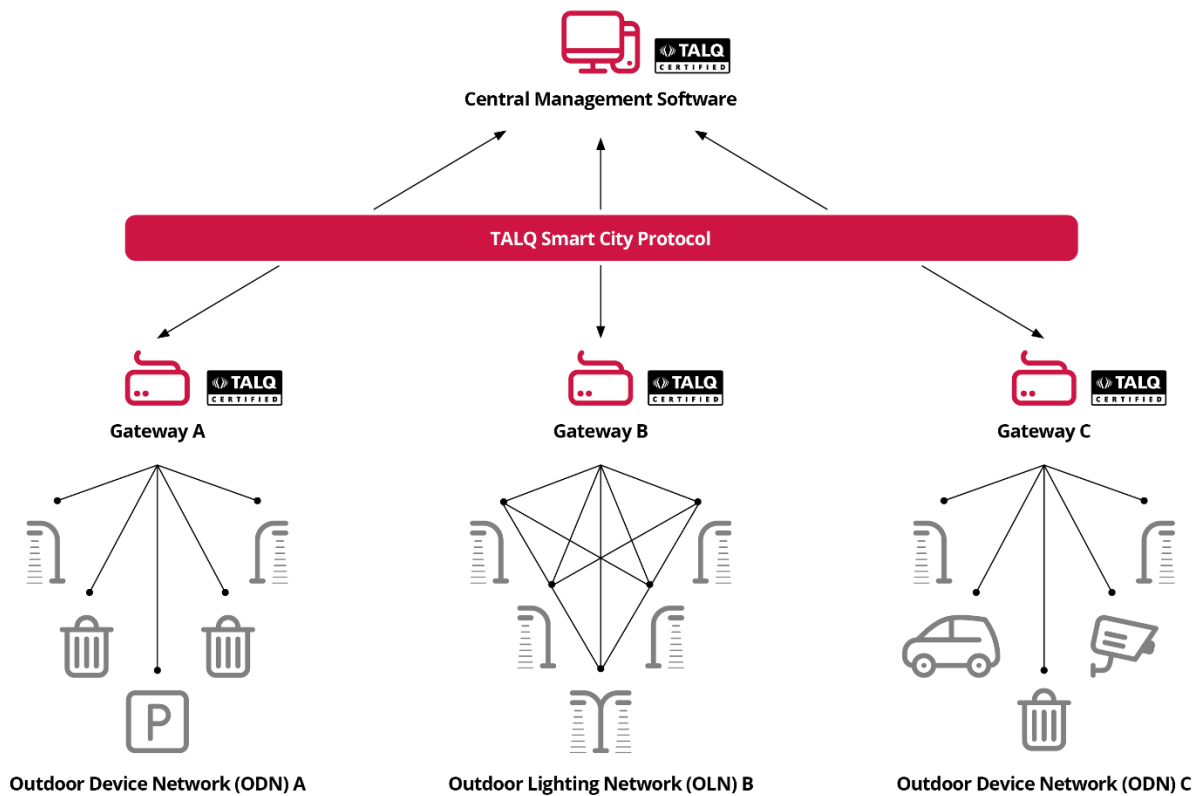 TALQ
CERTIFIED
Central Management Software
TALQ Smart City Protocol
TALQ
CERTIFIED
TALQ
CERTIFIED
TALQ
CERTIFIED
Gateway A
Gateway B
Gateway C
P
Outdoor Device Network (ODN) A
Outdoor Lighting Network (OLN) B
Outdoor Device Network (ODN) C